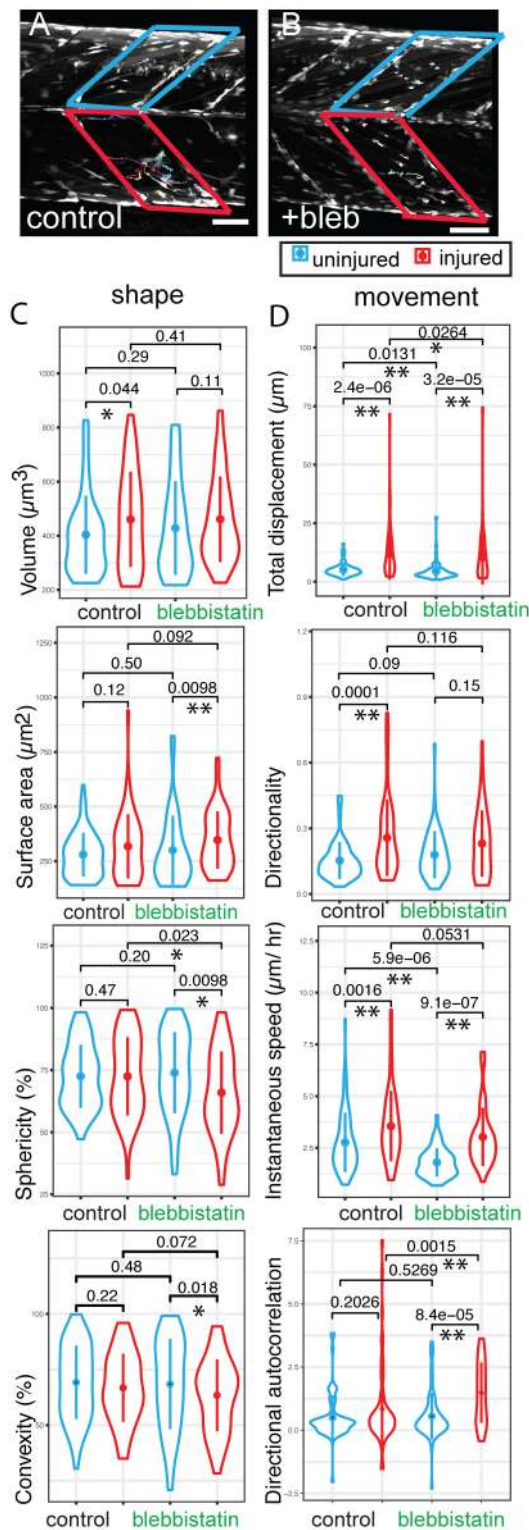 A
B
control
+bleb
uninjured injured
shape
movement
C
D
0.41
0.29
0.11
0.044
*
1000
800
600
400
200
Volume (µm³)
control
blebbistatin
0.0264
*
0.0131
**
2.4e-06
**
3.2e-05
**
100
75
50
25
0
Total displacement (µm)
control
blebbistatin
0.092
0.50
0.12
0.0098
**
1250
1000
750
500
250
Surface area (µm2)
control
blebbistatin
0.116
0.09
0.0001
**
0.15
1.2
0.9
0.6
0.3
0.0
Directionality
control
blebbistatin
0.023
*
0.20
0.47
0.0098
*
125
100
75
50
25
Sphericity (%)
control
blebbistatin
0.0531
5.9e-06
**
0.0016
**
9.1e-07
**
10.0
7.5
5.0
2.5
Instantaneous speed (µm/ hr)
control
blebbistatin
0.072
0.48
0.22
0.018
*
100
50
Convexity (%)
control
blebbistatin
0.0015
**
0.5269
0.2026
8.4e-05
**
7.5
5.0
2.5
0.0
-2.5
Directional autocorrelation
control
blebbistatin